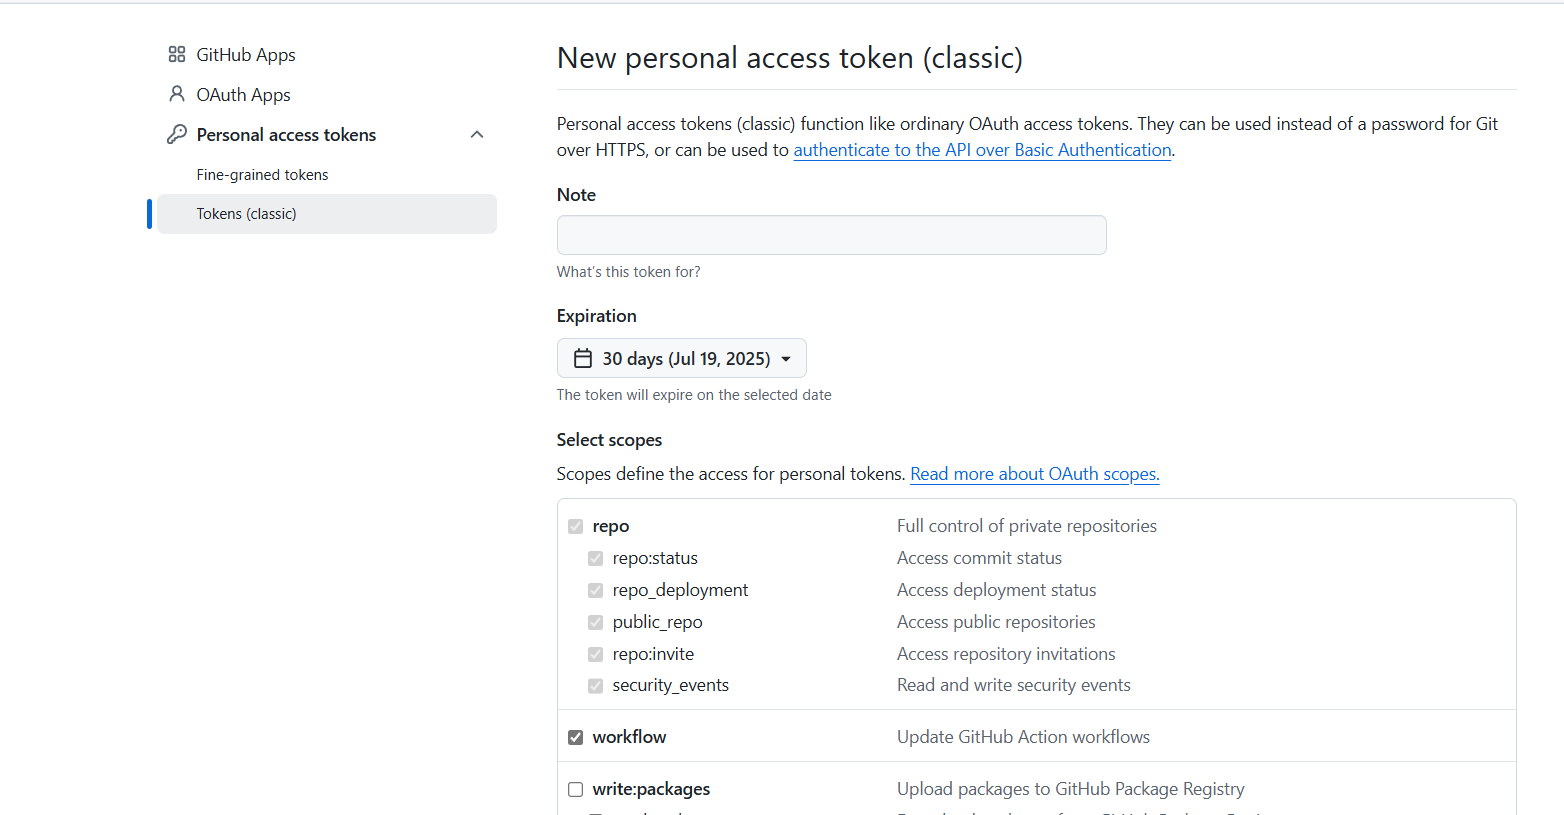 GitHub Apps
OAuth Apps
Personal access tokens
Fine-grained tokens
Tokens (classic)
New personal access token (classic)
Personal access tokens (classic) function like ordinary OAuth access tokens. They can be used instead of a password for Git
over HTTPS, or can be used to authenticate to the API over Basic Authentication.
Note
What's this token for?
Expiration
30 days (Jul 19, 2025)
The token will expire on the selected date
Select scopes
Scopes define the access for personal tokens. Read more about OAuth scopes.
repo Full control of private repositories
repo:status Access commit status
repo_deployment Access deployment status
public_repo Access public repositories
repo:invite Access repository invitations
security_events Read and write security events
workflow Update GitHub Action workflows
write:packages Upload packages to GitHub Package Registry